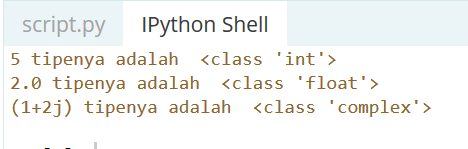 script.py IPython Shell
5 tipenya adalah  <class 'int'>
2.0 tipenya adalah  <class 'float'>
(1+2j) tipenya adalah  <class 'complex'>